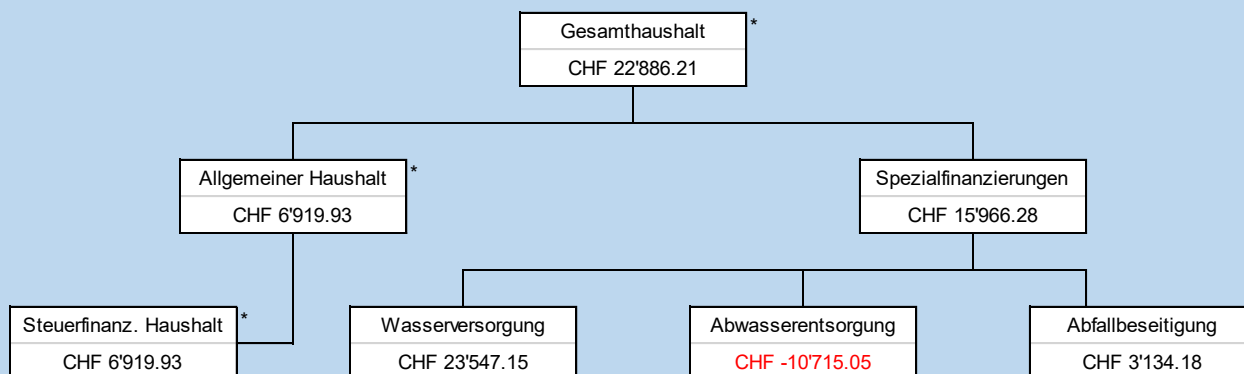 Gesamthaushalt *
CHF 22'886.21
Allgemeiner Haushalt *
CHF 6'919.93
Spezialfinanzierungen
CHF 15'966.28
Steuerfinanz. Haushalt *
CHF 6'919.93
Wasserversorgung
CHF 23'547.15
Abwasserentsorgung
CHF -10'715.05
Abfallbeseitigung
CHF 3'134.18